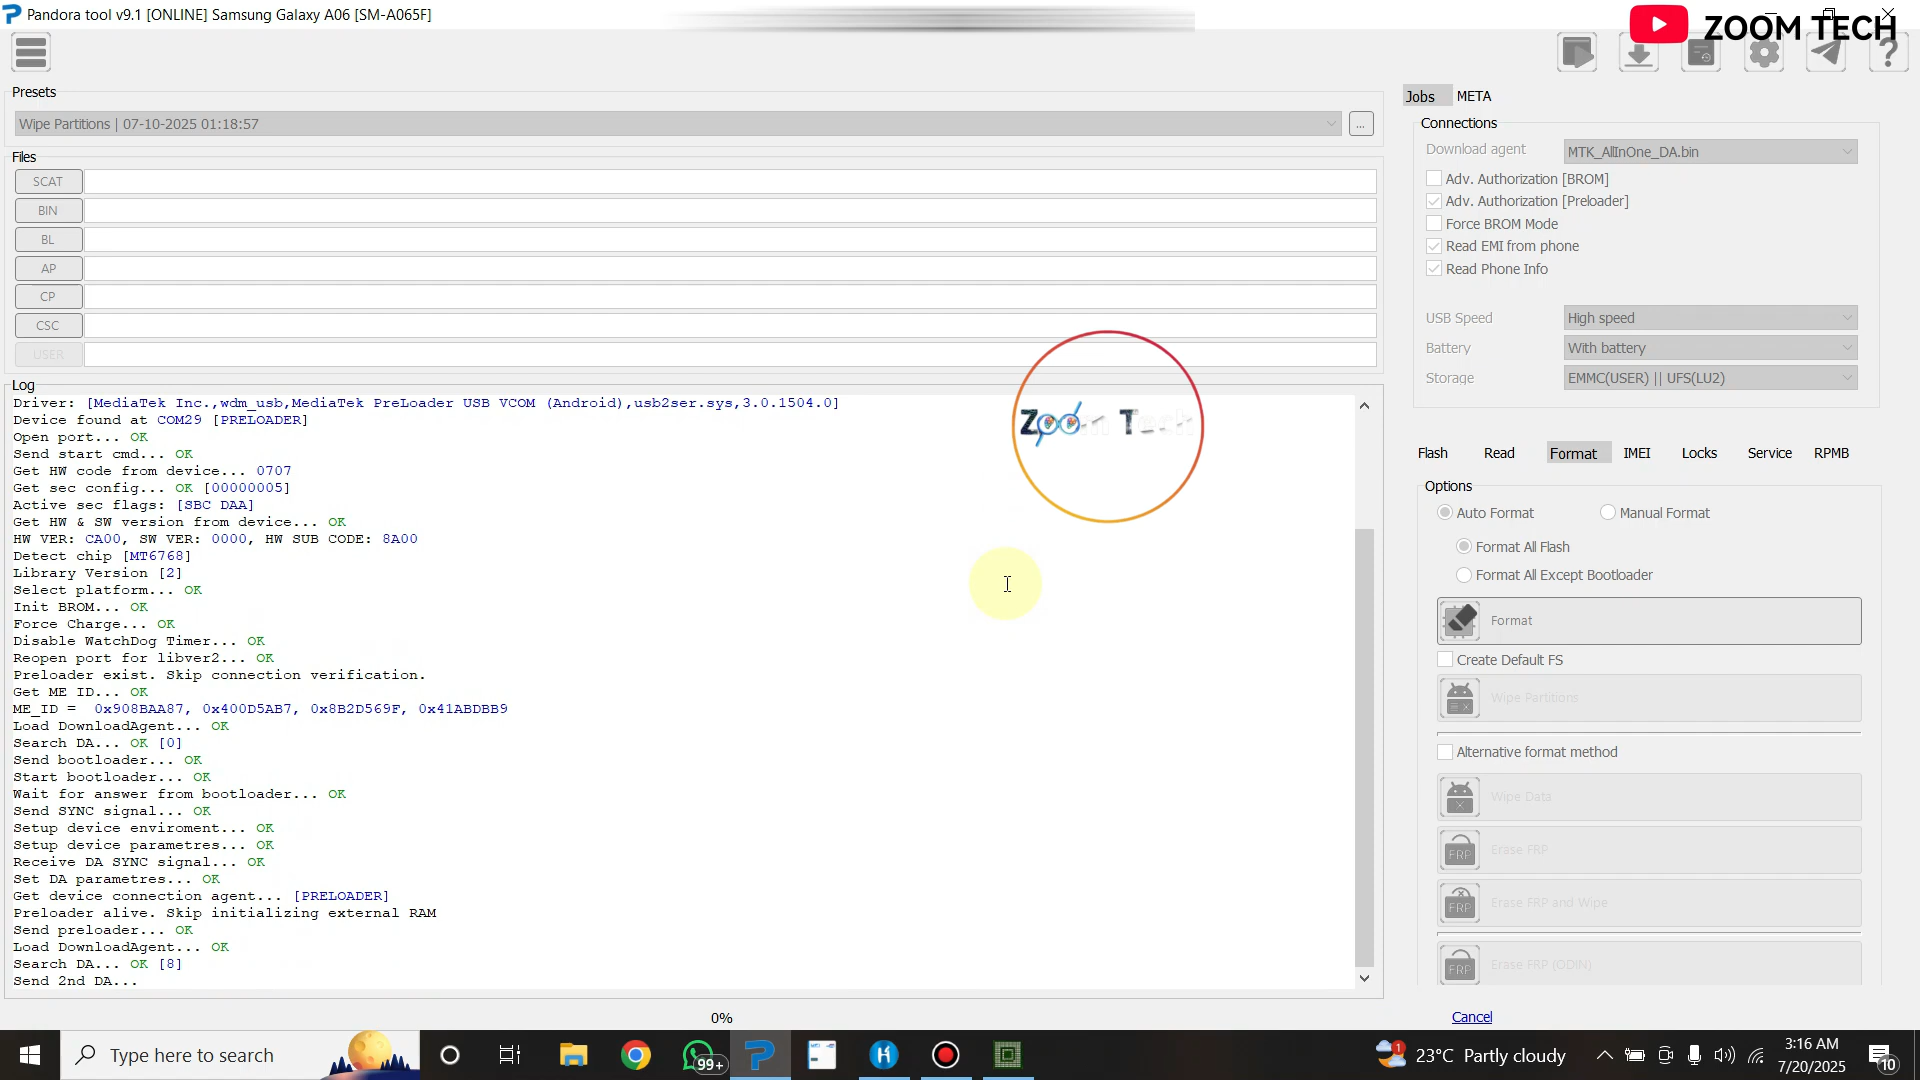 Pandora tool v9.1 [ONLINE] Samsung Galaxy A06 [SM-A065F]
ZOOM TECH
Presets
Wipe Partitions | 07-10-2025 01:18:57
...
Files
SCAT
BIN
BL
AP
CP
CSC
USER
Log
Driver: [MediaTek Inc.,wdm_usb,MediaTek PreLoader USB VCOM (Android),usb2ser.sys,3.0.1504.0]
Device found at COM29 [PRELOADER]
Open port... OK
Send start cmd... OK
Get HW code from device... 0707
Get sec config... OK [00000005]
Active sec flags: [SBC DAA]
Get HW & SW version from device... OK
HW VER: CA00, SW VER: 0000, HW SUB CODE: 8A00
Detect chip [MT6768]
Library Version [2]
Select platform... OK
Init BROM... OK
Force Charge... OK
Disable WatchDog Timer... OK
Reopen port for libver2... OK
Preloader exist. Skip connection verification.
Get ME ID... OK
ME_ID = 0x908BAA87, 0x400D5AB7, 0x8B2D569F, 0x41ABDBB9
Load DownloadAgent... OK
Search DA... OK [0]
Send bootloader... OK
Start bootloader... OK
Wait for answer from bootloader... OK
Send SYNC signal... OK
Setup device enviroment... OK
Setup device parametres... OK
Receive DA SYNC signal... OK
Set DA parametres... OK
Get device connection agent... [PRELOADER]
Preloader alive. Skip initializing external RAM
Send preloader... OK
Load DownloadAgent... OK
Search DA... OK [8]
Send 2nd DA...
Zoom Tech
0%
Jobs META
Connections
Download agent MTK_AllInOne_DA.bin
Adv. Authorization [BROM]
Adv. Authorization [Preloader]
Force BROM Mode
Read EMI from phone
Read Phone Info
USB Speed High speed
Battery With battery
Storage EMMC(USER) || UFS(LU2)
Flash Read Format IMEI Locks Service RPMB
Options
Auto Format Manual Format
Format All Flash
Format All Except Bootloader
Format
Create Default FS
Wipe Partitions
Alternative format method
Wipe Data
FRP Erase FRP
FRP Erase FRP and Wipe
FRP Erase FRP (ODIN)
Cancel
Type here to search
99+
1
23°C Partly cloudy
3:16 AM
7/20/2025
10